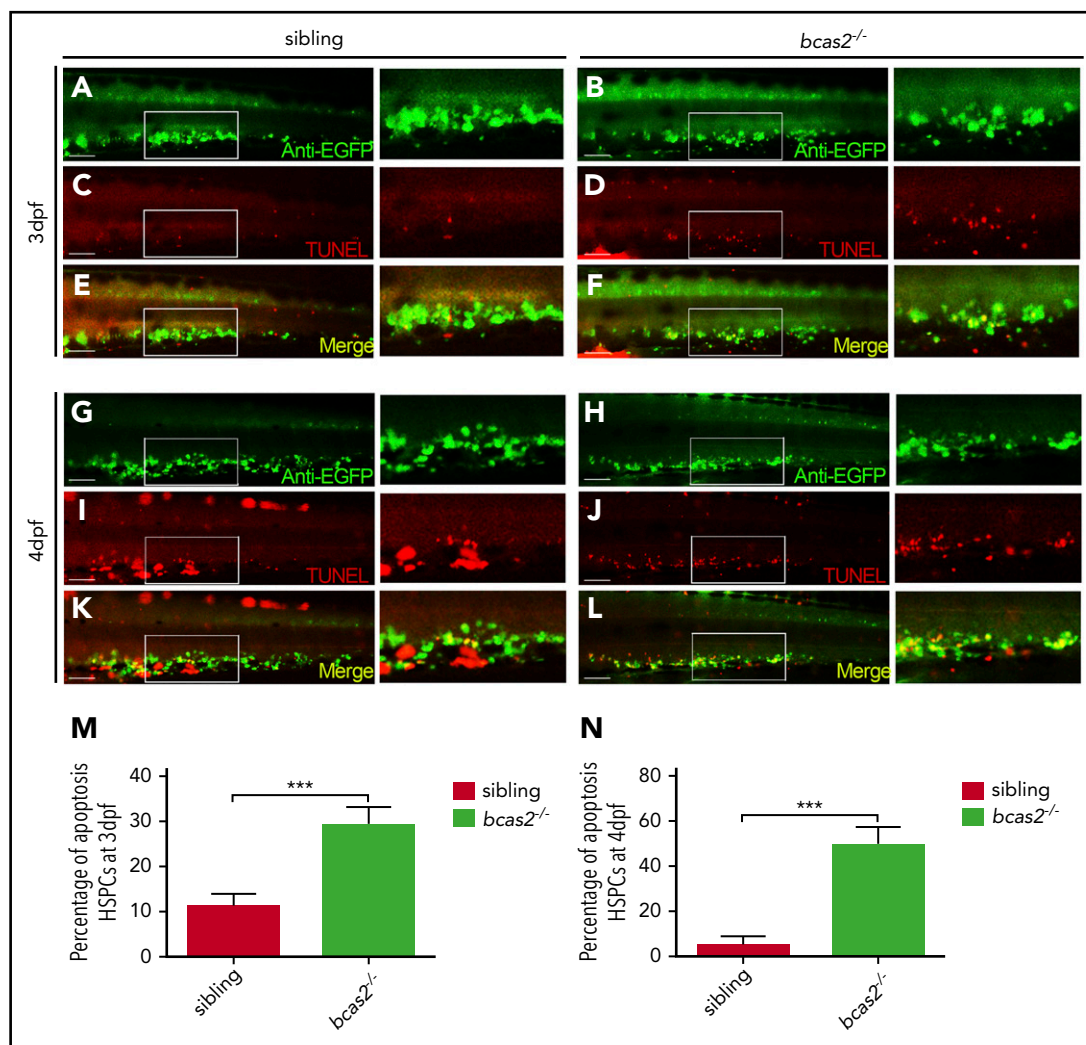 sibling
bcas2-/-
3dpf
A
Anti-EGFP
B
Anti-EGFP
C
TUNEL
D
TUNEL
E
Merge
F
Merge
4dpf
G
Anti-EGFP
H
Anti-EGFP
I
TUNEL
J
TUNEL
K
Merge
L
Merge
M
Percentage of apoptosis
HSPCs at 3dpf
40
30
20
10
0
***
sibling
bcas2-/-
sibling
bcas2-/-
N
Percentage of apoptosis
HSPCs at 4dpf
80
60
40
20
0
***
sibling
bcas2-/-
sibling
bcas2-/-